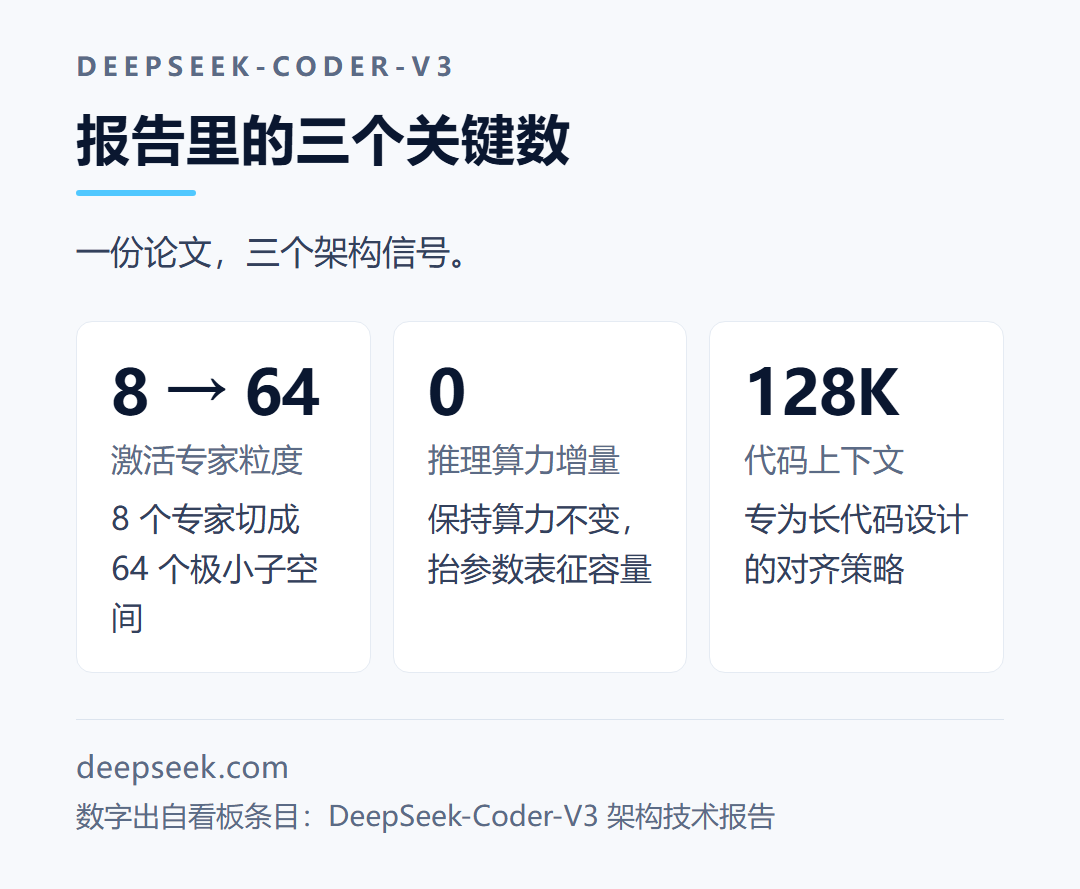 DEEPSEEK-CODER-V3
报告里的三个关键数
一份论文，三个架构信号。
8 → 64
激活专家粒度
8 个专家切成
64 个极小子空
间
0
推理算力增量
保持算力不变，
抬参数表征容量
128K
代码上下文
专为长代码设计
的对齐策略
deepseek.com
数字出自看板条目：DeepSeek-Coder-V3 架构技术报告